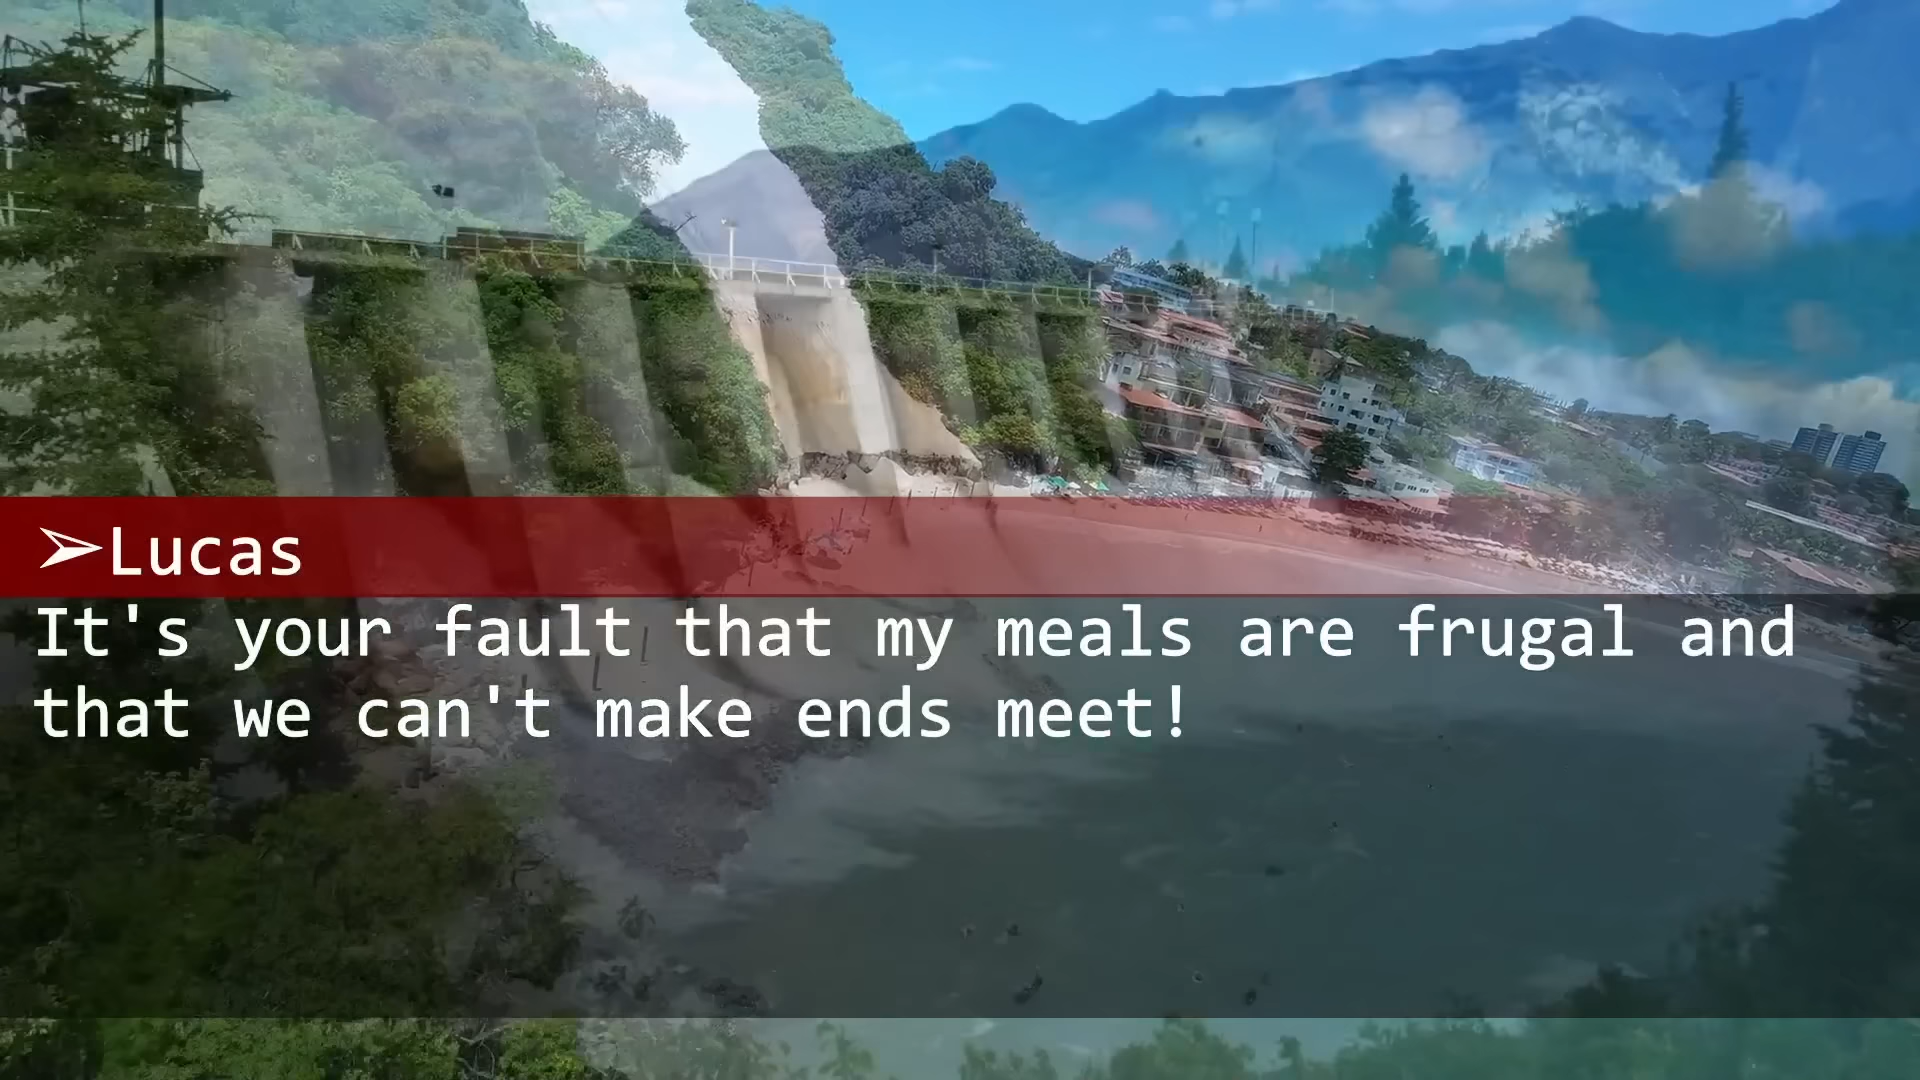 ➢Lucas
It's your fault that my meals are frugal and
that we can't make ends meet!